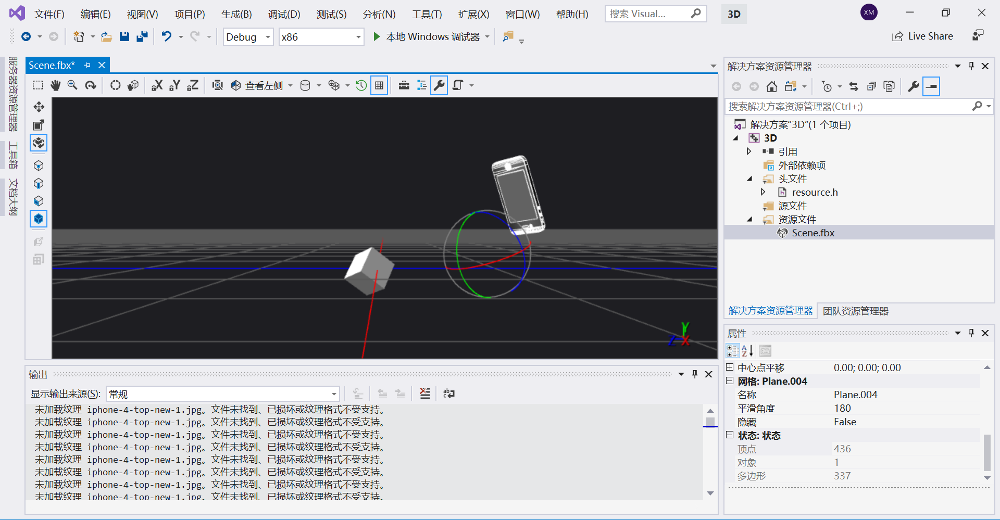 文件(F) 编辑(E) 视图(V) 项目(P) 生成(B) 调试(D) 测试(S) 分析(N) 工具(T) 扩展(X) 窗口(W) 帮助(H) 搜索 Visual... 3D XM
Debug x86 本地 Windows 调试器 Live Share
服务器资源管理器
工具箱
文档大纲
Scene.fbx*
X Y Z 查看左侧
Y
Z X
输出
显示输出来源(S): 常规
未加载纹理 iphone-4-top-new-1.jpg。文件未找到、已损坏或纹理格式不受支持。
未加载纹理 iphone-4-top-new-1.jpg。文件未找到、已损坏或纹理格式不受支持。
未加载纹理 iphone-4-top-new-1.jpg。文件未找到、已损坏或纹理格式不受支持。
未加载纹理 iphone-4-top-new-1.jpg。文件未找到、已损坏或纹理格式不受支持。
未加载纹理 iphone-4-top-new-1.jpg。文件未找到、已损坏或纹理格式不受支持。
未加载纹理 iphone-4-top-new-1.jpg。文件未找到、已损坏或纹理格式不受支持。
未加载纹理 iphone-4-top-new-1.jpg。文件未找到、已损坏或纹理格式不受支持。
未加载纹理 iphone-4-top-new-1.jpg。文件未找到、已损坏或纹理格式不受支持。
解决方案资源管理器
搜索解决方案资源管理器(Ctrl+;)
解决方案"3D"(1 个项目)
3D
引用
外部依赖项
头文件
resource.h
源文件
资源文件
Scene.fbx
解决方案资源管理器 团队资源管理器
属性
中心点平移 0.00; 0.00; 0.00
网格: Plane.004
名称 Plane.004
平滑角度 180
隐藏 False
状态: 状态
顶点 436
对象 1
多边形 337